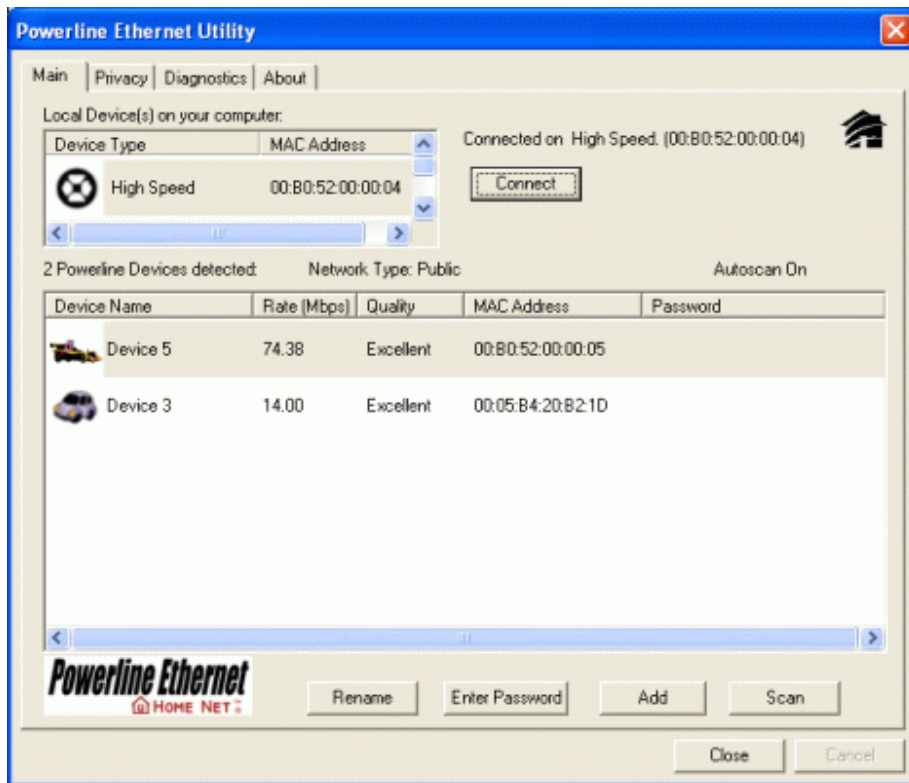 Powerline Ethernet Utility
Main Privacy Diagnostics About
Local Device(s) on your computer:
Device Type MAC Address
High Speed 00:B0:52:00:00:04
Connected on High Speed. (00:B0:52:00:00:04)
Connect
2 Powerline Devices detected: Network Type: Public Autoscan On
Device Name Rate (Mbps) Quality MAC Address Password
Device 5 74.38 Excellent 00:B0:52:00:00:05
Device 3 14.00 Excellent 00:05:B4:20:B2:1D
Powerline Ethernet
HOME NET
Rename Enter Password Add Scan
Close Cancel